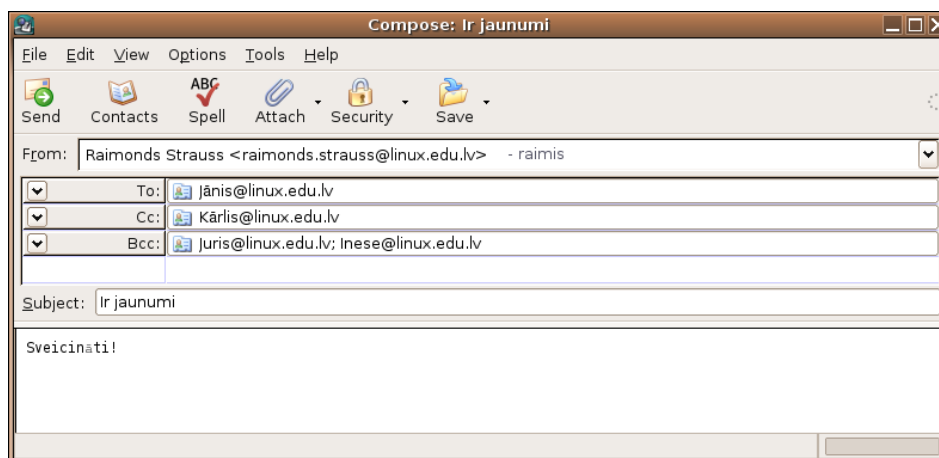 Compose: Ir jaunumi
File Edit View Options Tools Help
ABC
Send Contacts Spell Attach Security Save
From: Raimonds Strauss <raimonds.strauss@linux.edu.lv> - raimis
To: Jānis@linux.edu.lv
Cc: Kārlis@linux.edu.lv
Bcc: Juris@linux.edu.lv; Inese@linux.edu.lv
Subject: Ir jaunumi
Sveicināti!